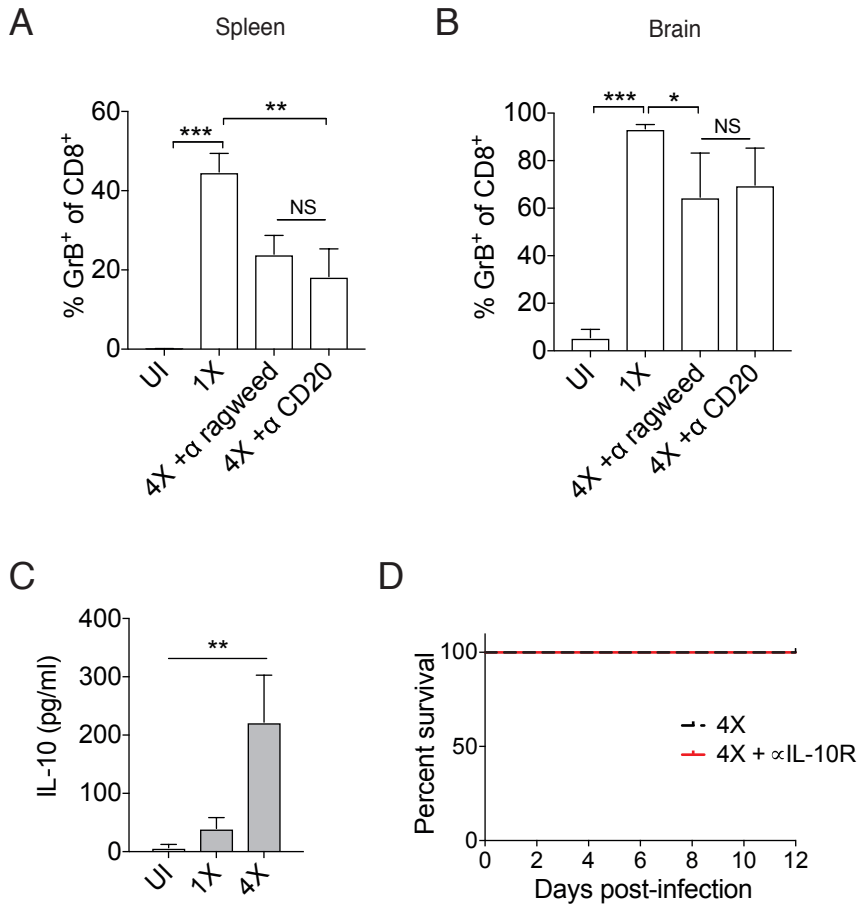 A
Spleen
% GrB+ of CD8+
60
40
20
0
***
**
NS
UI
1X
4X +α ragweed
4X +α CD20
B
Brain
% GrB+ of CD8+
100
80
60
40
20
0
***
*
NS
UI
1X
4X +α ragweed
4X +α CD20
C
IL-10 (pg/ml)
400
300
200
100
0
**
UI
1X
4X
D
Percent survival
100
50
0
4X
4X + ∝IL-10R
0 2 4 6 8 10 12
Days post-infection